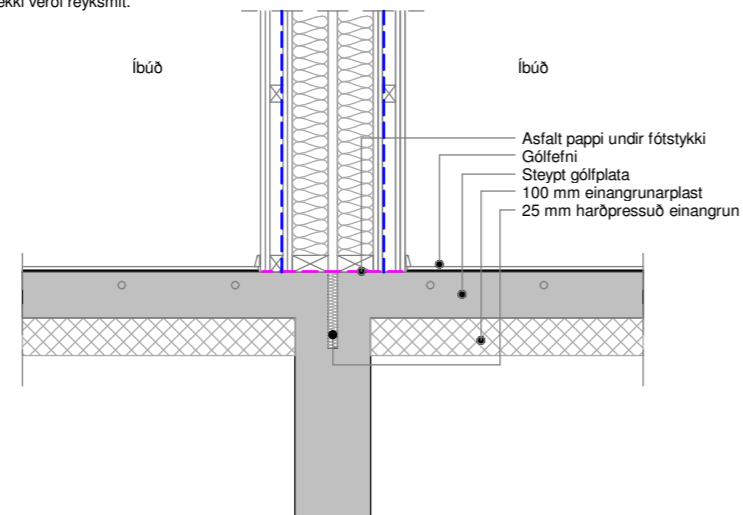 ekki verði reyksmit.
Íbúð
Íbúð
Asfalt pappi undir fótstykki
Gólfefni
Steypt gólfplata
100 mm einangrunarplast
25 mm harðpressuð einangrun